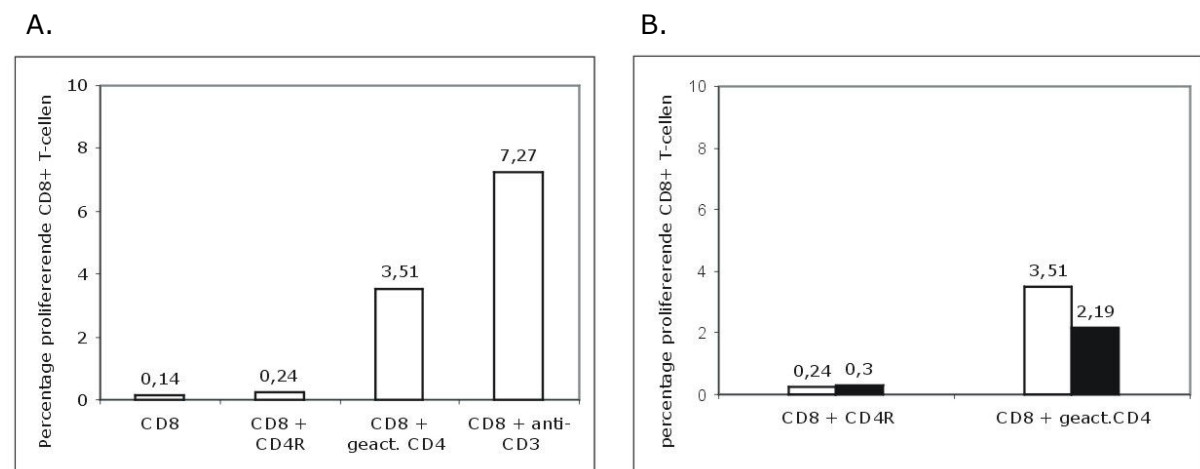 A.
Percentage prolifererende CD8+ T-cellen
10
8
6
4
2
0
0,14
0,24
3,51
7,27
CD8
CD8 +
CD4R
CD8 +
geact. CD4
CD8 + anti-
CD3
B.
percentage prolifererende CD8+ T-cellen
10
8
6
4
2
0
0,24
0,3
3,51
2,19
CD8 + CD4R
CD8 + geact.CD4